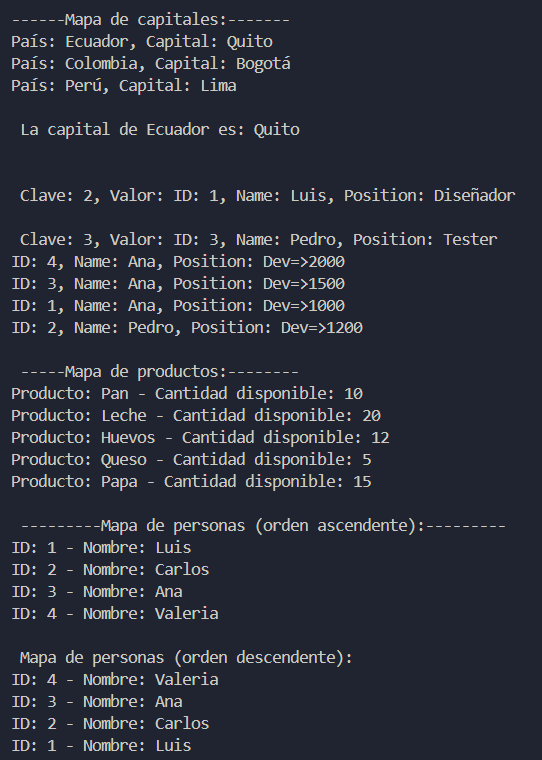 ------Mapa de capitales:-------
País: Ecuador, Capital: Quito
País: Colombia, Capital: Bogotá
País: Perú, Capital: Lima
La capital de Ecuador es: Quito
Clave: 2, Valor: ID: 1, Name: Luis, Position: Diseñador
Clave: 3, Valor: ID: 3, Name: Pedro, Position: Tester
ID: 4, Name: Ana, Position: Dev=>2000
ID: 3, Name: Ana, Position: Dev=>1500
ID: 1, Name: Ana, Position: Dev=>1000
ID: 2, Name: Pedro, Position: Dev=>1200
-----Mapa de productos:--------
Producto: Pan - Cantidad disponible: 10
Producto: Leche - Cantidad disponible: 20
Producto: Huevos - Cantidad disponible: 12
Producto: Queso - Cantidad disponible: 5
Producto: Papa - Cantidad disponible: 15
---------Mapa de personas (orden ascendente):---------
ID: 1 - Nombre: Luis
ID: 2 - Nombre: Carlos
ID: 3 - Nombre: Ana
ID: 4 - Nombre: Valeria
Mapa de personas (orden descendente):
ID: 4 - Nombre: Valeria
ID: 3 - Nombre: Ana
ID: 2 - Nombre: Carlos
ID: 1 - Nombre: Luis